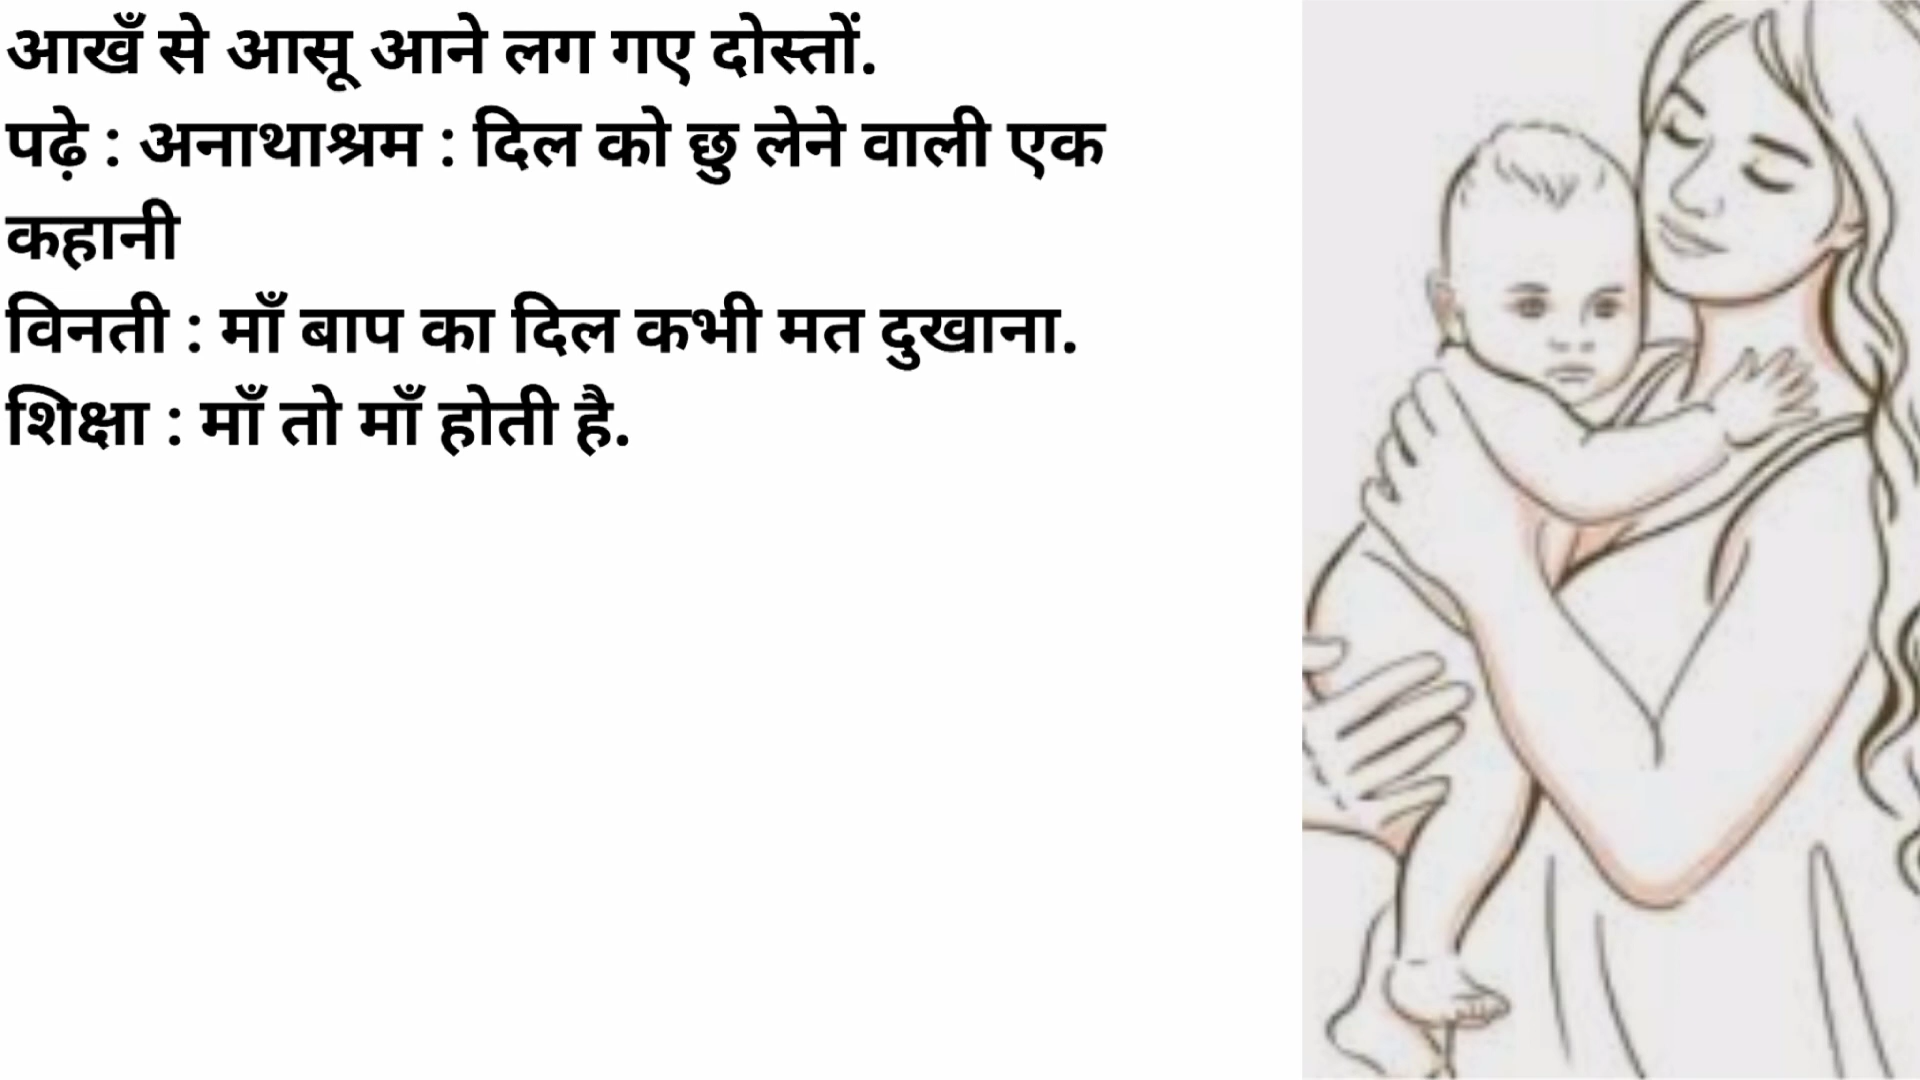 आखँ से आसू आने लग गए दोस्तों.
पढ़े : अनाथाश्रम : दिल को छु लेने वाली एक
कहानी
विनती : माँ बाप का दिल कभी मत दुखाना.
शिक्षा : माँ तो माँ होती है.